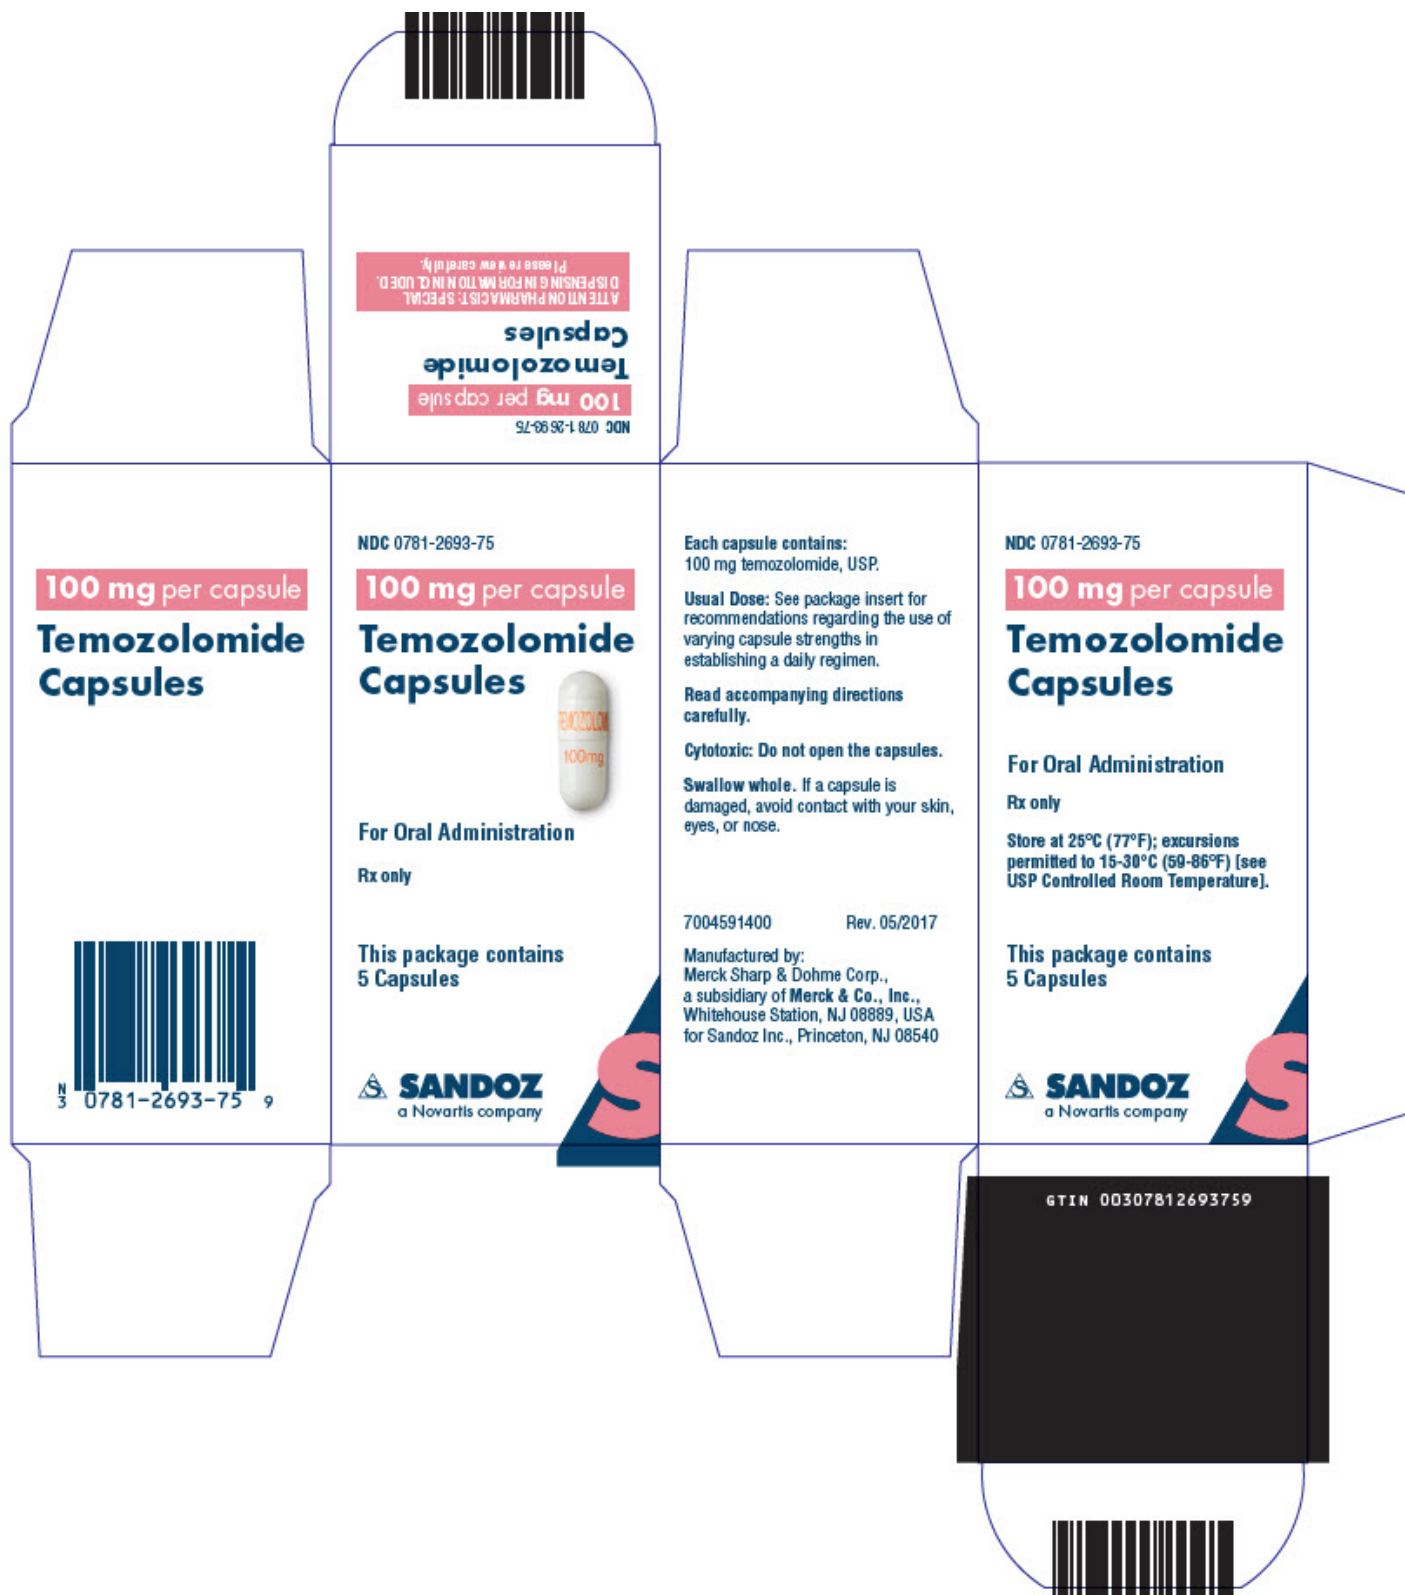 ATTENTION PHARMACIST: SPECIAL
DISPENSING INFORMATION INCLUDED.
Please review carefully.
Temozolomide
Capsules
100 mg per capsule
NDC 0781-2693-75
100 mg per capsule
Temozolomide
Capsules
N
3 0781-2693-75 9
NDC 0781-2693-75
100 mg per capsule
Temozolomide
Capsules
100mg
For Oral Administration
Rx only
This package contains
5 Capsules
S SANDOZ
a Novartis company
S
Each capsule contains:
100 mg temozolomide, USP.
Usual Dose: See package insert for
recommendations regarding the use of
varying capsule strengths in
establishing a daily regimen.
Read accompanying directions
carefully.
Cytotoxic: Do not open the capsules.
Swallow whole. If a capsule is
damaged, avoid contact with your skin,
eyes, or nose.
7004591400 Rev. 05/2017
Manufactured by:
Merck Sharp & Dohme Corp.,
a subsidiary of Merck & Co., Inc.,
Whitehouse Station, NJ 08889, USA
for Sandoz Inc., Princeton, NJ 08540
NDC 0781-2693-75
100 mg per capsule
Temozolomide
Capsules
For Oral Administration
Rx only
Store at 25°C (77°F); excursions
permitted to 15-30°C (59-86°F) [see
USP Controlled Room Temperature].
This package contains
5 Capsules
S SANDOZ
a Novartis company
S
GTIN 00307812693759